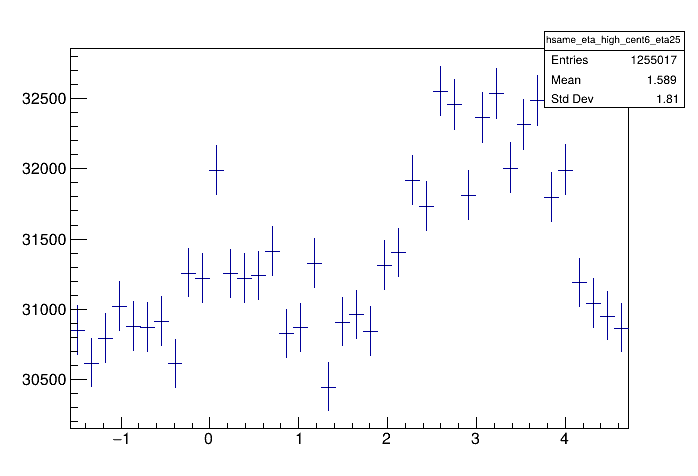 hsame_eta_high_cent6_eta25
Entries 1255017
Mean 1.589
Std Dev 1.81
32500
32000
31500
31000
30500
−1 0 1 2 3 4